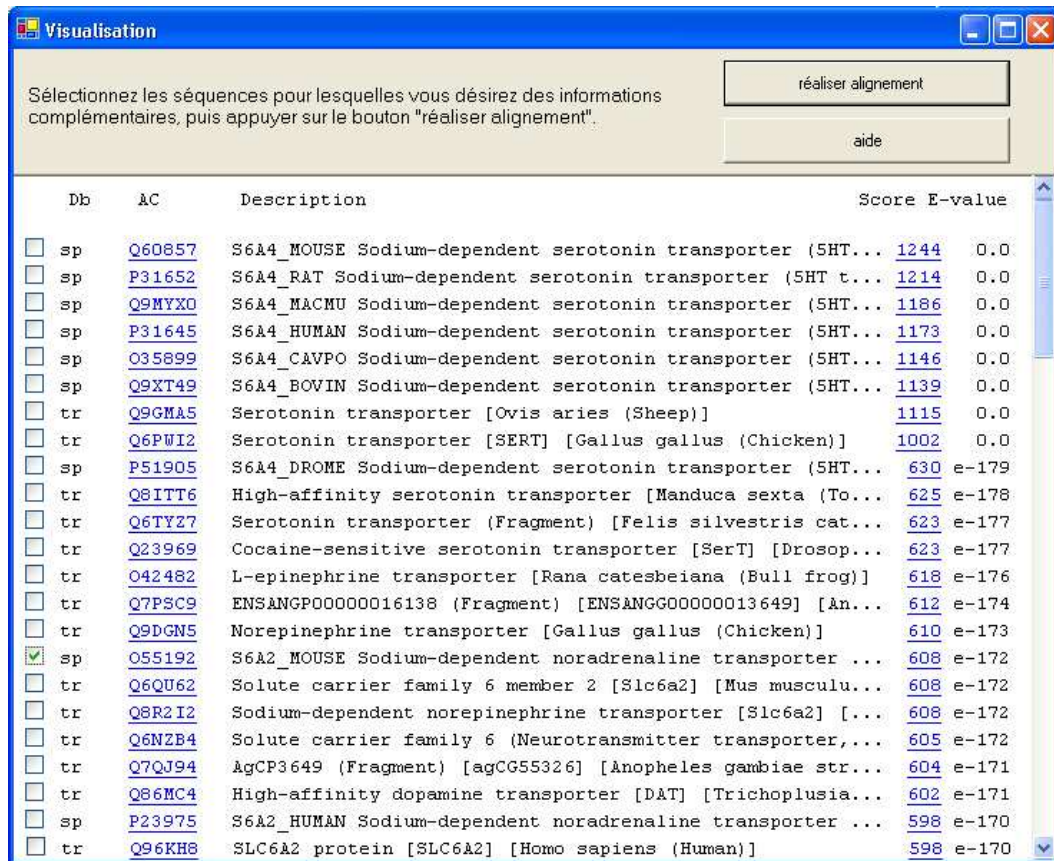 Visualisation
Sélectionnez les séquences pour lesquelles vous désirez des informations
complémentaires, puis appuyer sur le bouton "réaliser alignement".
réaliser alignement
aide
Db AC Description Score E-value
sp Q60857 S6A4_MOUSE Sodium-dependent serotonin transporter (5HT... 1244 0.0
sp P31652 S6A4_RAT Sodium-dependent serotonin transporter (5HT t... 1214 0.0
sp Q9MYX0 S6A4_MACMU Sodium-dependent serotonin transporter (5HT... 1186 0.0
sp P31645 S6A4_HUMAN Sodium-dependent serotonin transporter (5HT... 1173 0.0
sp O35899 S6A4_CAVPO Sodium-dependent serotonin transporter (5HT... 1146 0.0
sp Q9XT49 S6A4_BOVIN Sodium-dependent serotonin transporter (5HT... 1139 0.0
tr Q9GMA5 Serotonin transporter [Ovis aries (Sheep)] 1115 0.0
tr Q6PWI2 Serotonin transporter [SERT] [Gallus gallus (Chicken)] 1002 0.0
sp P51905 S6A4_DROME Sodium-dependent serotonin transporter (5HT... 630 e-179
tr Q8ITT6 High-affinity serotonin transporter [Manduca sexta (To... 625 e-178
tr Q6TYZ7 Serotonin transporter (Fragment) [Felis silvestris cat... 623 e-177
tr Q23969 Cocaine-sensitive serotonin transporter [SerT] [Drosop... 623 e-177
tr O42482 L-epinephrine transporter [Rana catesbeiana (Bull frog)] 618 e-176
tr Q7PSC9 ENSANGP00000016138 (Fragment) [ENSANGG00000013649] [An... 612 e-174
tr Q9DGN5 Norepinephrine transporter [Gallus gallus (Chicken)] 610 e-173
sp O55192 S6A2_MOUSE Sodium-dependent noradrenaline transporter ... 608 e-172
tr Q6QU62 Solute carrier family 6 member 2 [Slc6a2] [Mus musculu... 608 e-172
tr Q8R2I2 Sodium-dependent norepinephrine transporter [Slc6a2] [... 608 e-172
tr Q6NZB4 Solute carrier family 6 (Neurotransmitter transporter,... 605 e-172
tr Q7QJ94 AgCP3649 (Fragment) [agCG55326] [Anopheles gambiae str... 604 e-171
tr Q86MC4 High-affinity dopamine transporter [DAT] [Trichoplusia... 602 e-171
sp P23975 S6A2_HUMAN Sodium-dependent noradrenaline transporter ... 598 e-170
tr Q96KH8 SLC6A2 protein [SLC6A2] [Homo sapiens (Human)] 598 e-170